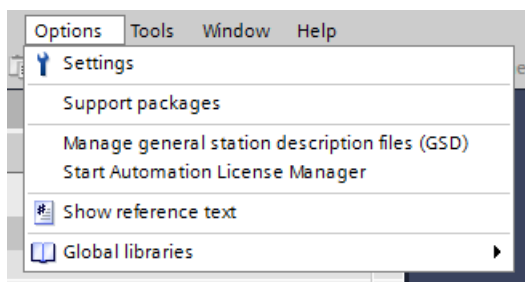 Options Tools Window Help
Settings
Support packages
Manage general station description files (GSD)
Start Automation License Manager
Show reference text
Global libraries